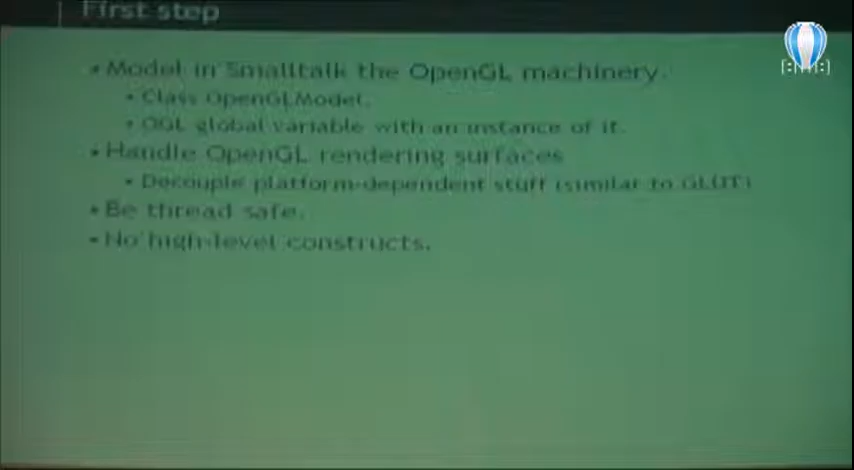 First step
• Model in Smalltalk the OpenGL machinery.
• Class OpenGLModel.
• OGL global variable with an instance of it.
• Handle OpenGL rendering surfaces
• Decouple platform-dependent stuff (similar to GLUT)
• Be thread safe.
• No high-level constructs.